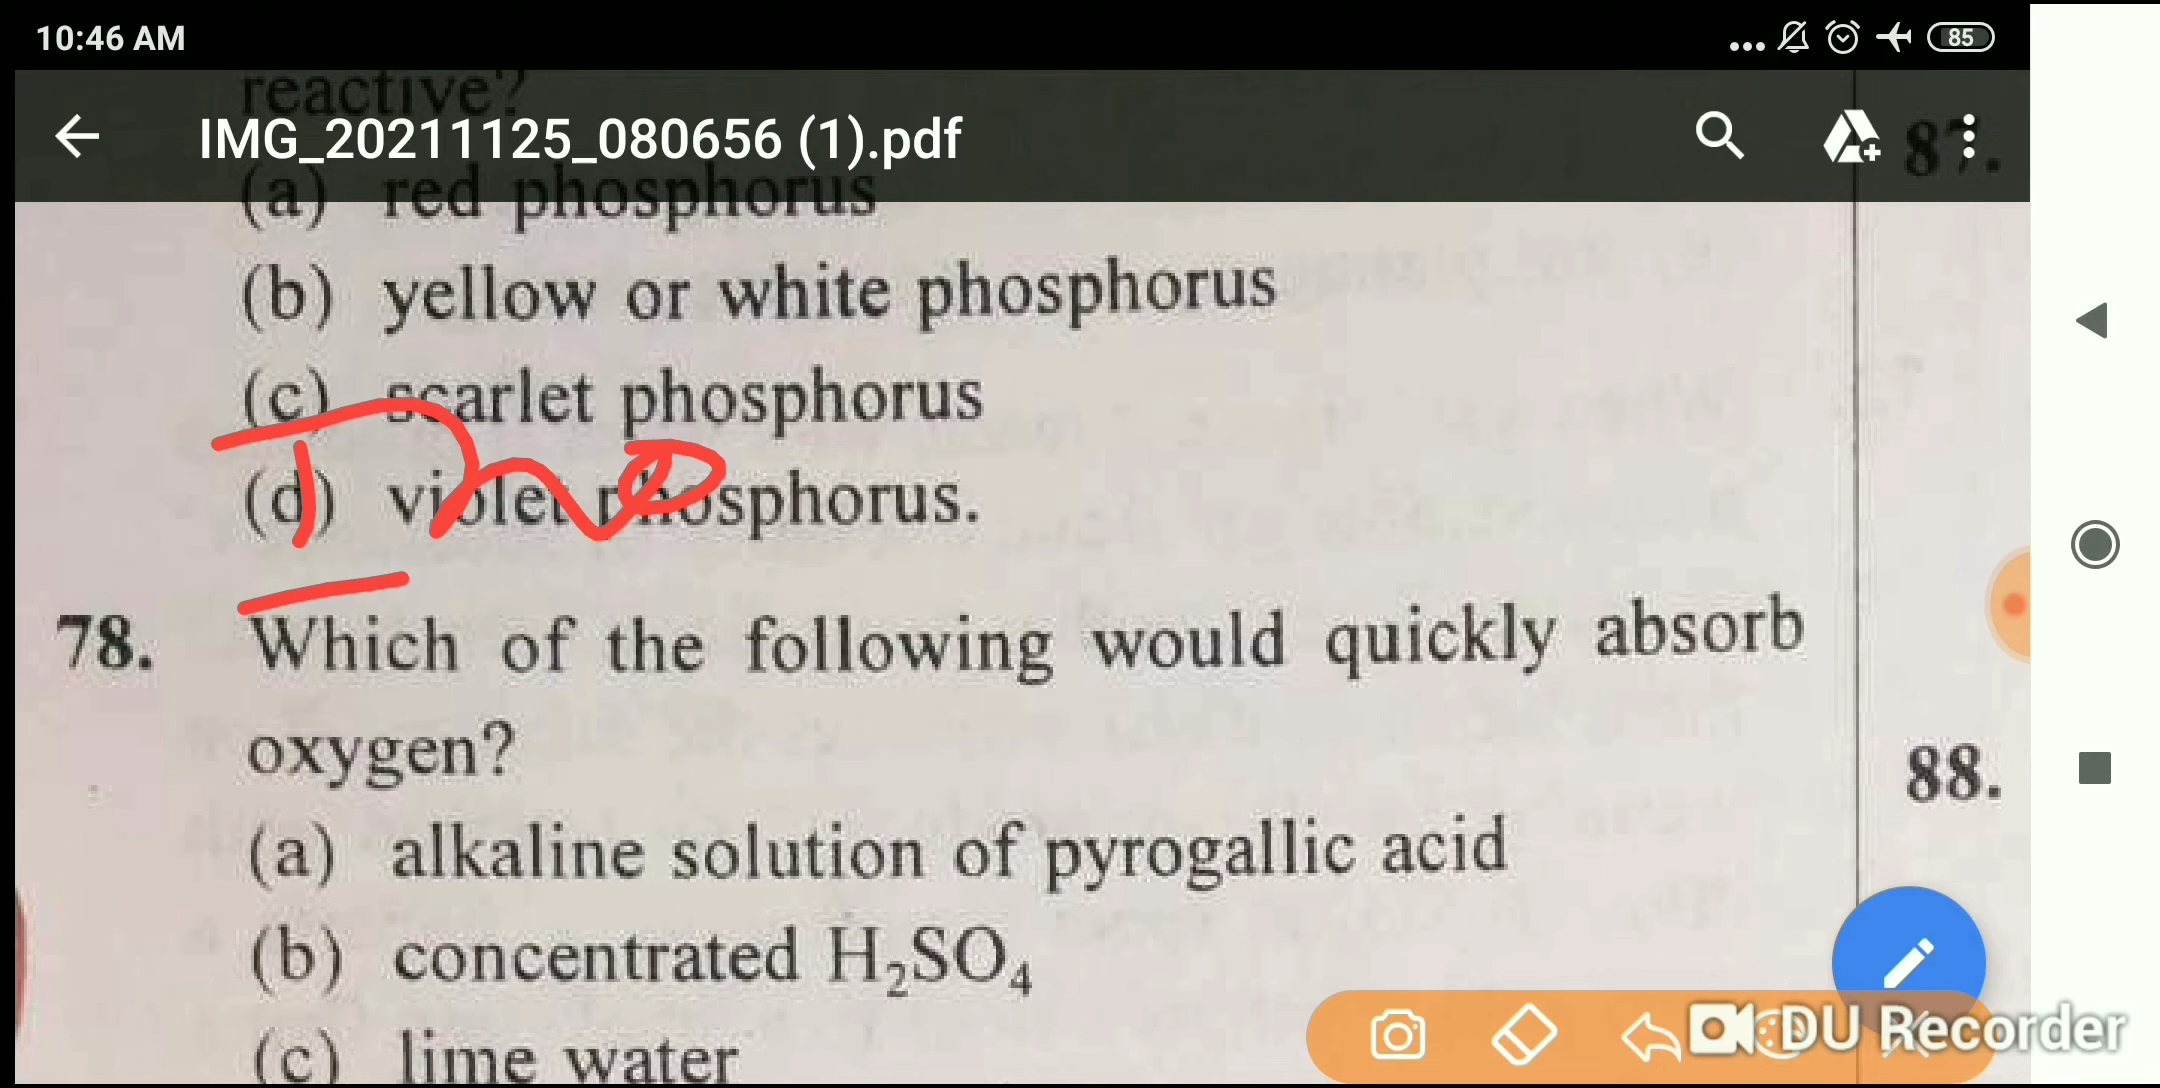 10:46 AM
85
reactive?
IMG_20211125_080656 (1).pdf
87.
(a) red phosphorus
(b) yellow or white phosphorus
(c) scarlet phosphorus
(d) violet phosphorus.
78. Which of the following would quickly absorb
oxygen?
88.
(a) alkaline solution of pyrogallic acid
(b) concentrated H₂SO₄
(c) lime water
DU Recorder